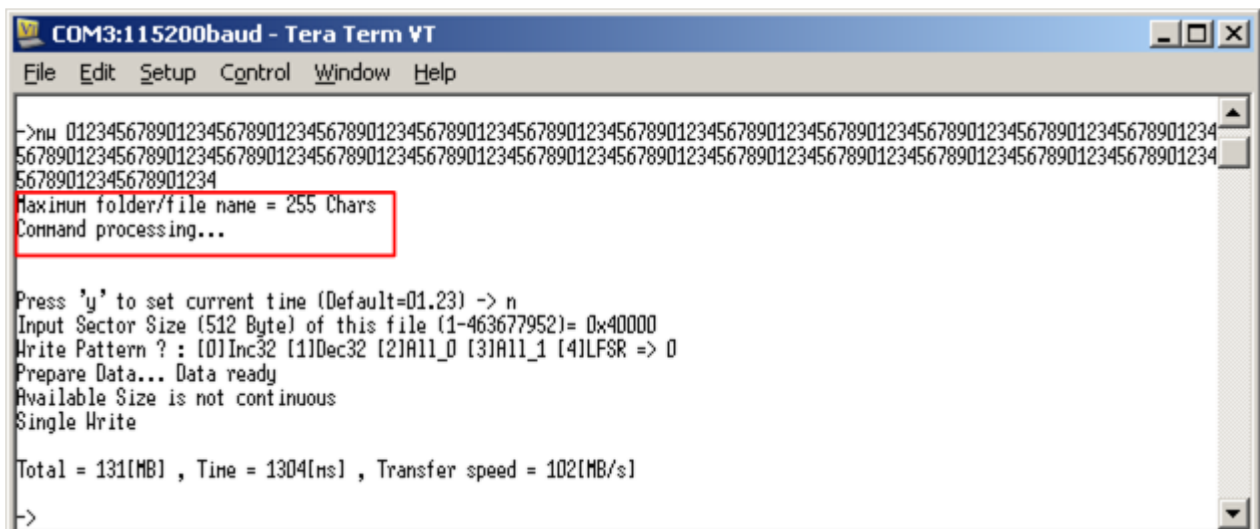 COM3:115200baud - Tera Term VT
File Edit Setup Control Window Help
->nw 0123456789012345678901234567890123456789012345678901234567890123456789012345678901234567890123456789012345678901234
567890123456789012345678901234567890123456789012345678901234567890123456789012345678901234567890123456789012345678901234
56789012345678901234
Maximum folder/file name = 255 Chars
Command processing...
Press 'y' to set current time (Default=01.23) -> n
Input Sector Size (512 Byte) of this file (1-463677952)= 0x40000
Write Pattern ? : [0]Inc32 [1]Dec32 [2]All_0 [3]All_1 [4]LFSR => 0
Prepare Data... Data ready
Available Size is not continuous
Single Write
Total = 131[MB] , Time = 1304[ms] , Transfer speed = 102[MB/s]
->